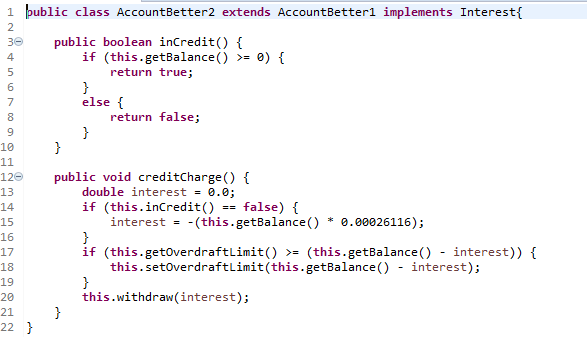 1 public class AccountBetter2 extends AccountBetter1 implements Interest{
2
3 public boolean inCredit() {
4 if (this.getBalance() >= 0) {
5 return true;
6 }
7 else {
8 return false;
9 }
10 }
11
12 public void creditCharge() {
13 double interest = 0.0;
14 if (this.inCredit() == false) {
15 interest = -(this.getBalance() * 0.00026116);
16 }
17 if (this.getOverdraftLimit() >= (this.getBalance() - interest)) {
18 this.setOverdraftLimit(this.getBalance() - interest);
19 }
20 this.withdraw(interest);
21 }
22 }